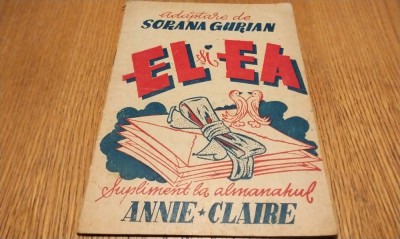 adaptare de
SORANA GURIAN
EL și EA
Supliment la almanahul
ANNIE★CLAIRE